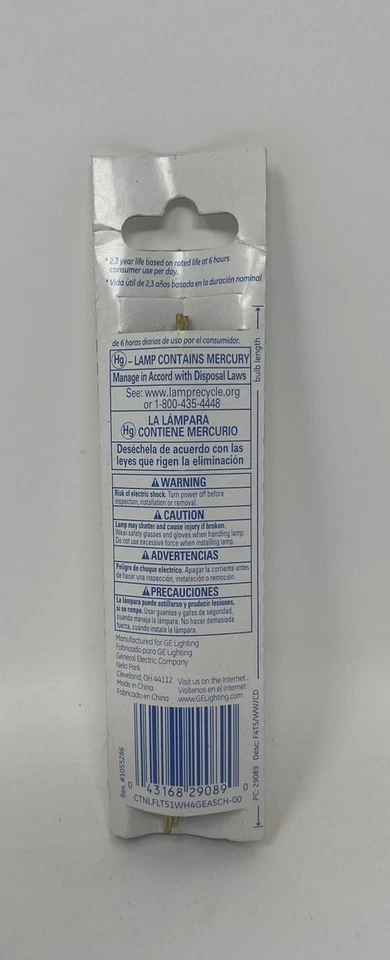 * 2.3 year life based on rated life at 6 hours
consumer use per day.
* Vida útil de 2,3 años basada en la duración nominal
de 6 horas diarias de uso por el consumidor.
Hg – LAMP CONTAINS MERCURY
Manage in Accord with Disposal Laws
See: www.lamprecycle.org
or 1-800-435-4448
LA LÁMPARA
Hg CONTIENE MERCURIO
Deséchela de acuerdo con las
leyes que rigen la eliminación
⚠ WARNING
Risk of electric shock. Turn power off before
inspection, installation or removal.
⚠ CAUTION
Lamp may shatter and cause injury if broken.
Wear safety glasses and gloves when handling lamp.
Do not use excessive force when installing lamp.
⚠ ADVERTENCIAS
Peligro de choque electrico. Apagar la corriente antes
de hacer una inspección, instalación o remoción.
⚠ PRECAUCIONES
La lámpara puede astillarse y producir lesiones,
si se rompe. Usar guantes y gafas de seguridad,
cuando maneja la lámpara. No hacer demasiada
fuerza, cuando instala la lámpara.
Manufactured for GE Lighting
Fabricado para GE Lighting
General Electric Company
Nela Park
Cleveland, OH 44112
Made in China
Fabricado en China
Visit us on the Internet...
Visítenos en el internet:
www.GELighting.com
0 43168 29089 0
CTNLFLT51WH4GEASCH-00
Res. #1055286
bulb length
PC: 29089 Desc: F4T5/WW/CD